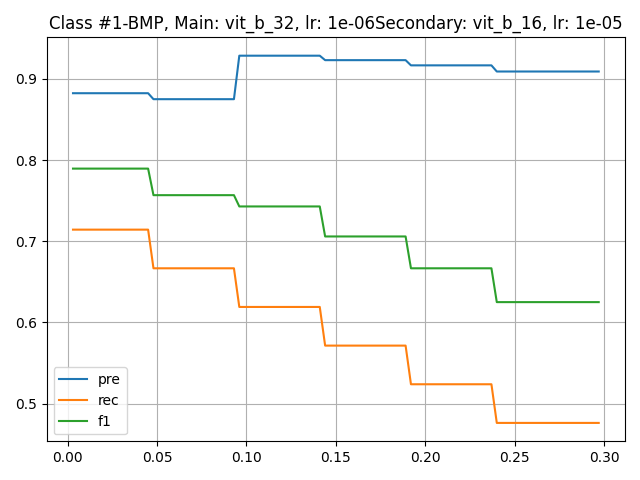 Class #1-BMP, Main: vit_b_32, lr: 1e-06Secondary: vit_b_16, lr: 1e-05
0.9
0.8
0.7
0.6
0.5
pre
rec
f1
0.00 0.05 0.10 0.15 0.20 0.25 0.30